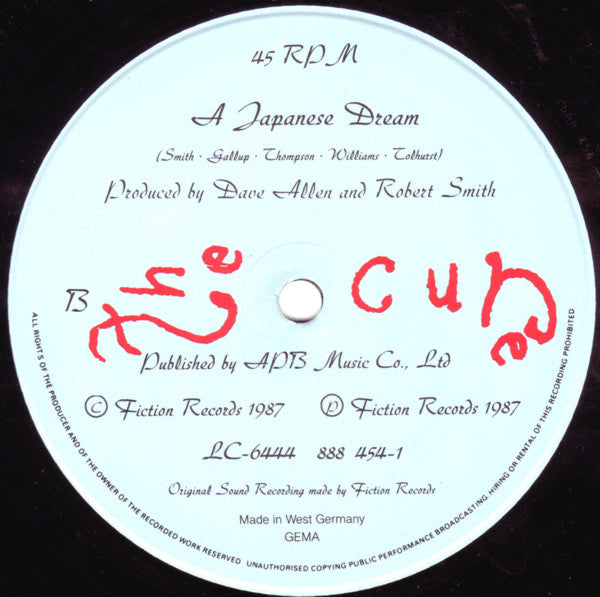 45 RPM
A Japanese Dream
(Smith · Gallup · Thompson · Williams · Tolhurst)
Produced by Dave Allen and Robert Smith
the cure
B
Published by APB Music Co., Ltd
© Fiction Records 1987 ℗ Fiction Records 1987
LC-6444 888 454-1
Original Sound Recording made by Fiction Records
Made in West Germany
GEMA
ALL RIGHTS OF THE PRODUCER AND OF THE OWNER OF THE RECORDED WORK RESERVED UNAUTHORISED COPYING PUBLIC PERFORMANCE BROADCASTING. HIRING OR RENTAL OF THIS RECORDING PROHIBITED